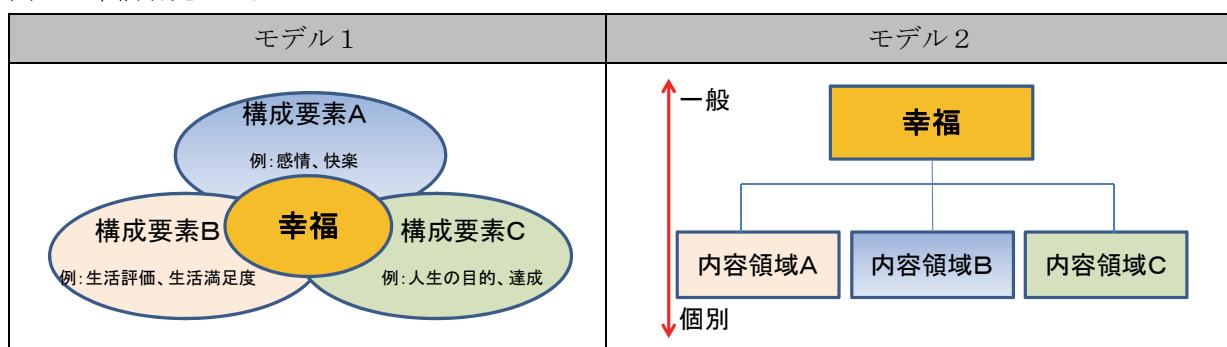 モデル1
モデル2
構成要素A
例:感情、快楽
幸福
構成要素B
例:生活評価、生活満足度
構成要素C
例:人生の目的、達成
一般
幸福
内容領域A
内容領域B
内容領域C
個別